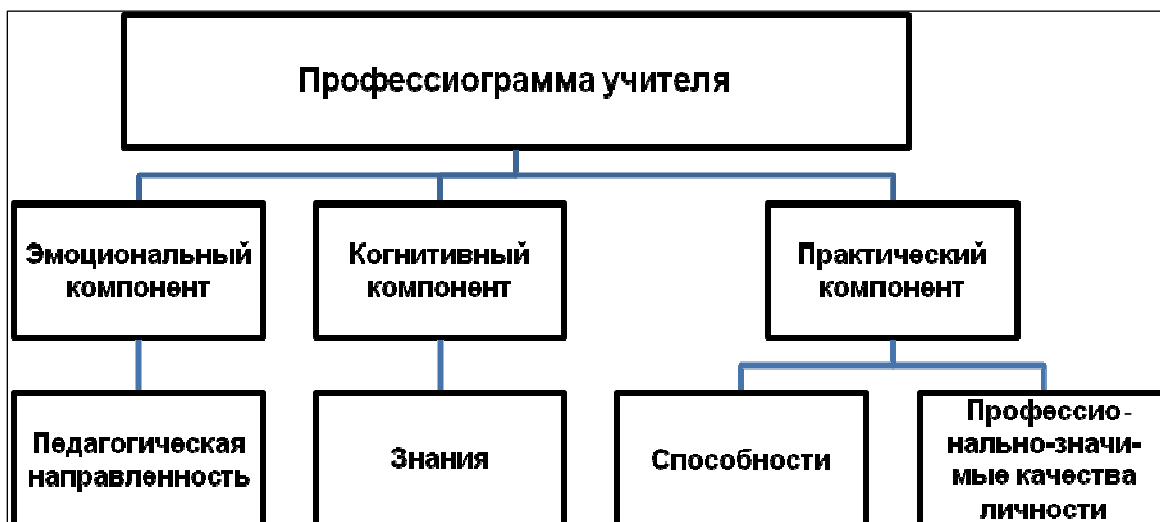 Профессиограмма учителя
Эмоциональный
компонент
Когнитивный
компонент
Практический
компонент
Педагогическая
направленность
Знания
Способности
Профессио-
нально-значи-
мые качества
личности